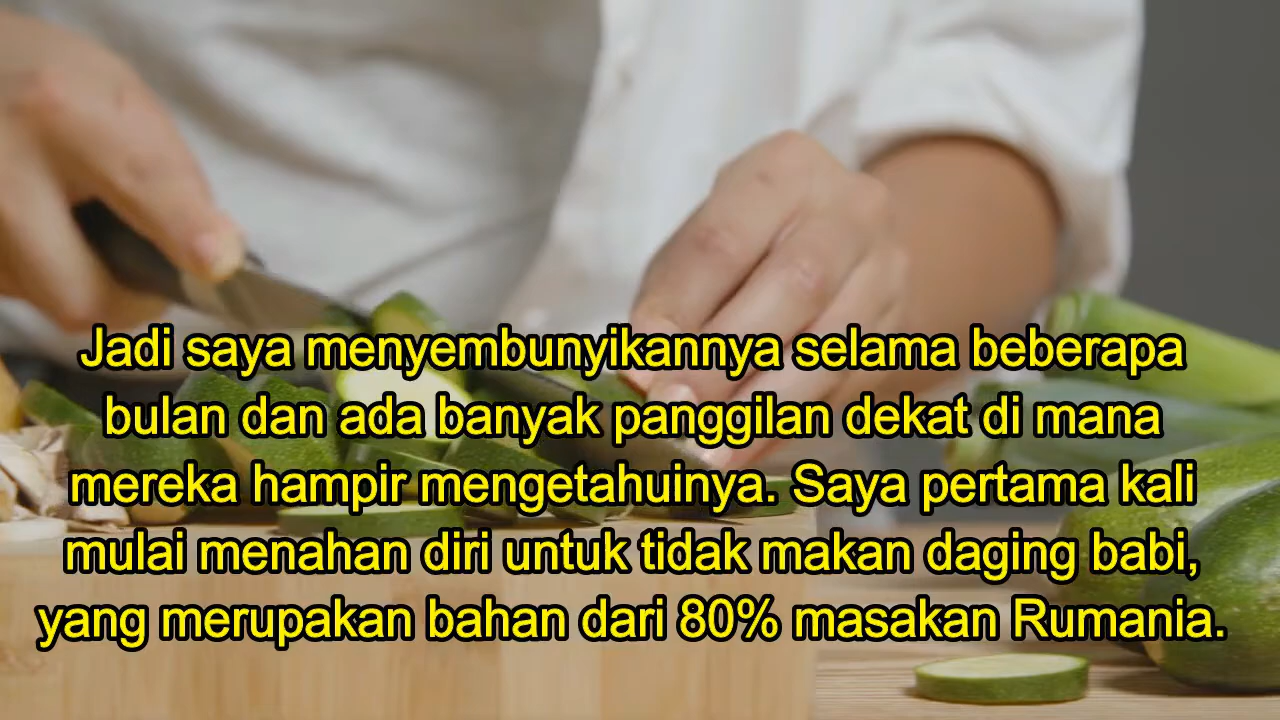 Jadi saya menyembunyikannya selama beberapa
bulan dan ada banyak panggilan dekat di mana
mereka hampir mengetahuinya. Saya pertama kali
mulai menahan diri untuk tidak makan daging babi,
yang merupakan bahan dari 80% masakan Rumania.